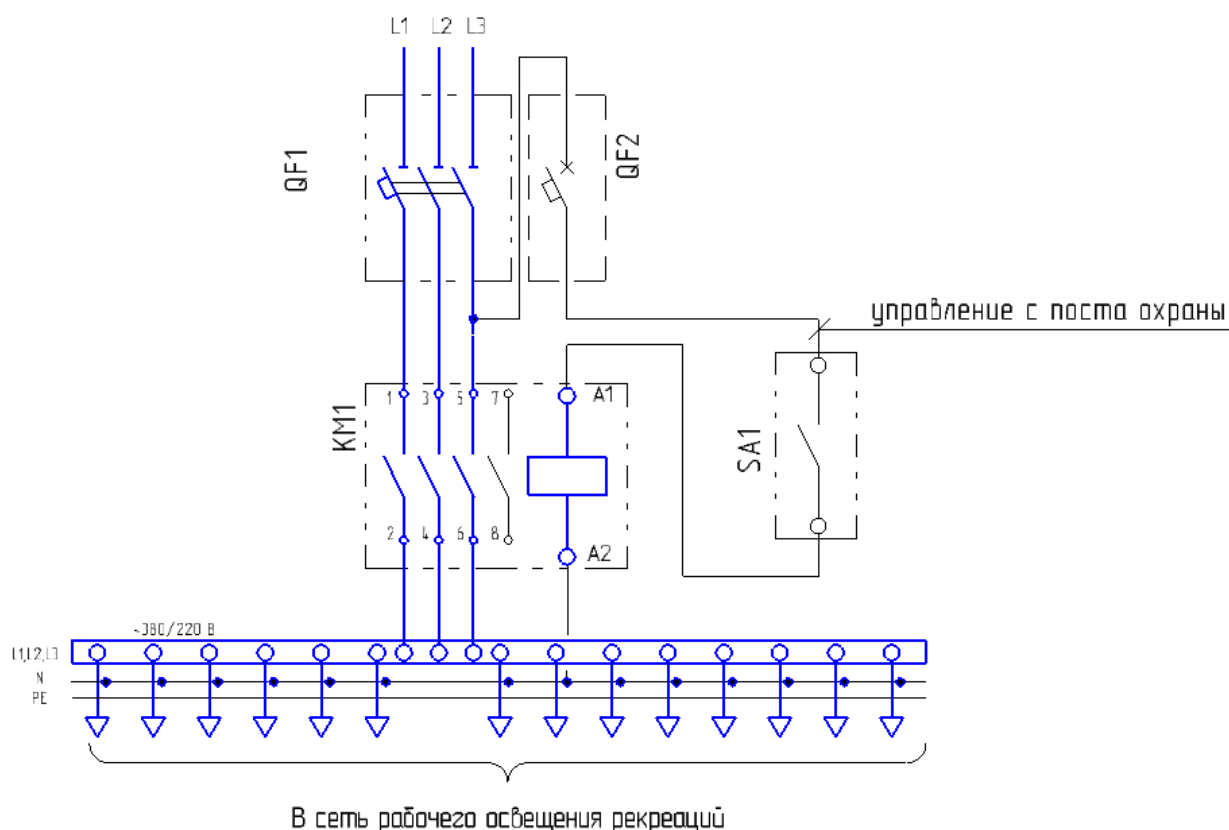 L1 L2 L3
QF1
QF2
управление с поста охраны
KM1
1 3 5 7 A1
SA1
2 4 6 8 A2
~380/220 В
L1,L2,L3
N
PE
В сеть рабочего освещения рекреаций